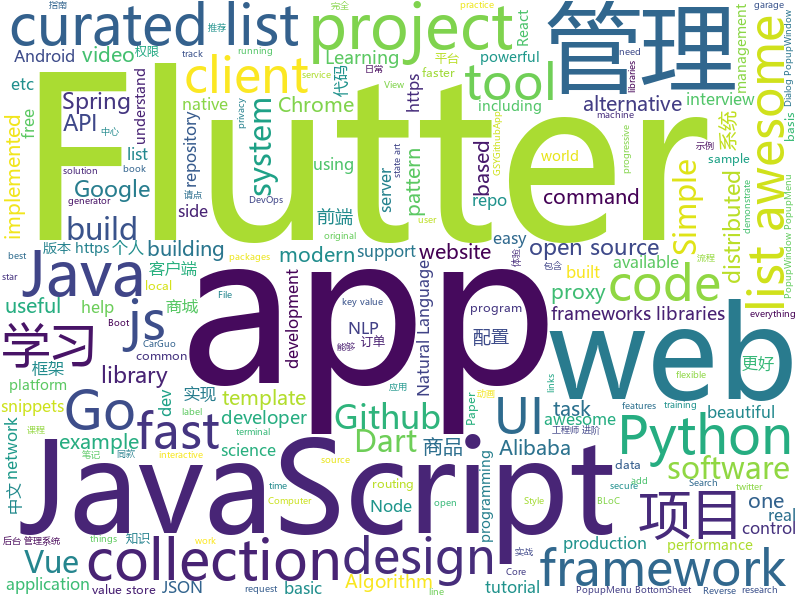 指南
curated list
project
管理
日常
完全
practice
garage
推荐
Flutter
track
running
Android
video
权限
React
powerful
平台
Learning
代码
service
machine
need
libraries
Dialog PopupWindow
management
list awesome
etc
understand
client
tool
Spring
native
Chrome
faster
View
privacy
including
alternative
interview
API
https
系统
free
repository
中心
state art
GSYGithubApp
progressive
示例
basis
PopupWindow PopupMenu
implemented
list
book
请点
Google
system
using
based
world
solution
generator
DevOps
pattern
server
command
Simple
sample
side
repo
demonstrate
build
前端
open source
distributed
版本 https 个人
building
modern
support
website
体验
流程
original
packages
user
best
Java
app
web
客户端
easy
available
code
包含
useful
js
local
development
built
star
help
商城
File
proxy
更好
everything
Boot
CarGuo
key value
program
frameworks libraries
学习
library
common
NLP
能够
订单
Natural Language
配置
flexible
框架
实现
dev
应用
platform
Go
fast
template
Github
UI
task
beautiful
links
snippets
developer
Paper
awesome
features
training
动画
label
课程
example
science
Dart
商品
Alibaba
Python
terminal
工程师 进阶
笔记
同款
interactive
data
software
中文 network
JavaScript
source
add
twitter
programming
routing
Node
项目
one
real
control
time
Computer
open
secure
Style
BLoC
Search
知识
collection
design
framework
实战
production
后台 管理系统
things
Vue
JSON
Algorithm
performance
application
value store
request
work
basic
tutorial
line
Core
PopupMenu BottomSheet
Reverse
research